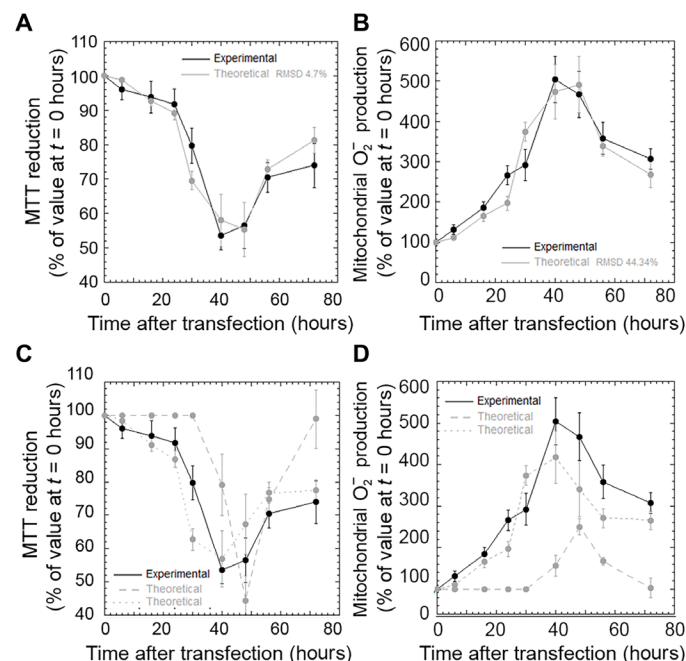 A
MTT reduction
(% of value at t = 0 hours)
110
100
90
80
70
60
50
40
Experimental
Theoretical RMSD 4.7%
0 20 40 60 80
Time after transfection (hours)
B
Mitochondrial O₂⁻ production
(% of value at t = 0 hours)
600
500
400
300
200
100
0
Experimental
Theoretical RMSD 44.34%
0 20 40 60 80
Time after transfection (hours)
C
MTT reduction
(% of value at t = 0 hours)
110
100
90
80
70
60
50
40
Experimental
Theoretical
Theoretical
0 20 40 60 80
Time after transfection (hours)
D
Mitochondrial O₂⁻ production
(% of value at t = 0 hours)
600
500
400
300
200
100
0
Experimental
Theoretical
Theoretical
0 20 40 60 80
Time after transfection (hours)